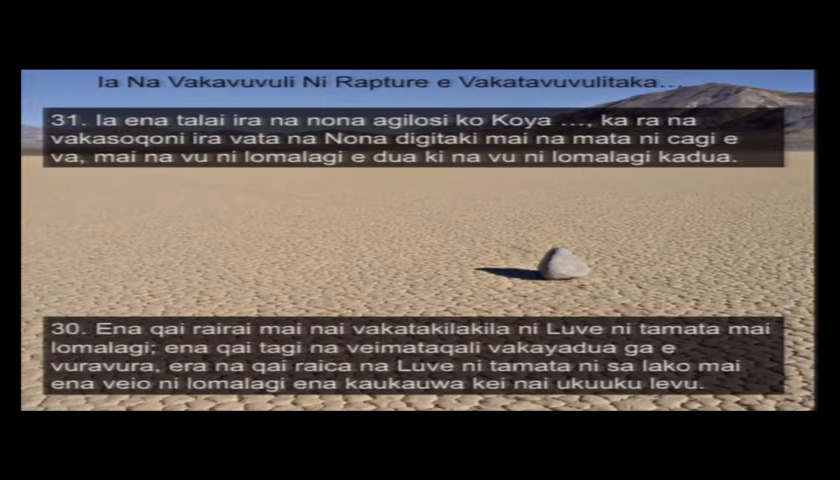 Ia Na Vakavuvuli Ni Rapture e Vakatavuvulitaka...
31. Ia ena talai ira na nona agilosi ko Koya ...., ka ra na
vakasoqoni ira vata na Nona digitaki mai na mata ni cagi e
va, mai na vu ni lomalagi e dua ki na vu ni lomalagi kadua.
30. Ena qai rairai mai nai vakatakilakila ni Luve ni tamata mai
lomalagi; ena qai tagi na veimataqali vakayadua ga e
vuravura, era na qai raica na Luve ni tamata ni sa lako mai
ena veio ni lomalagi ena kaukauwa kei nai ukuuku levu.